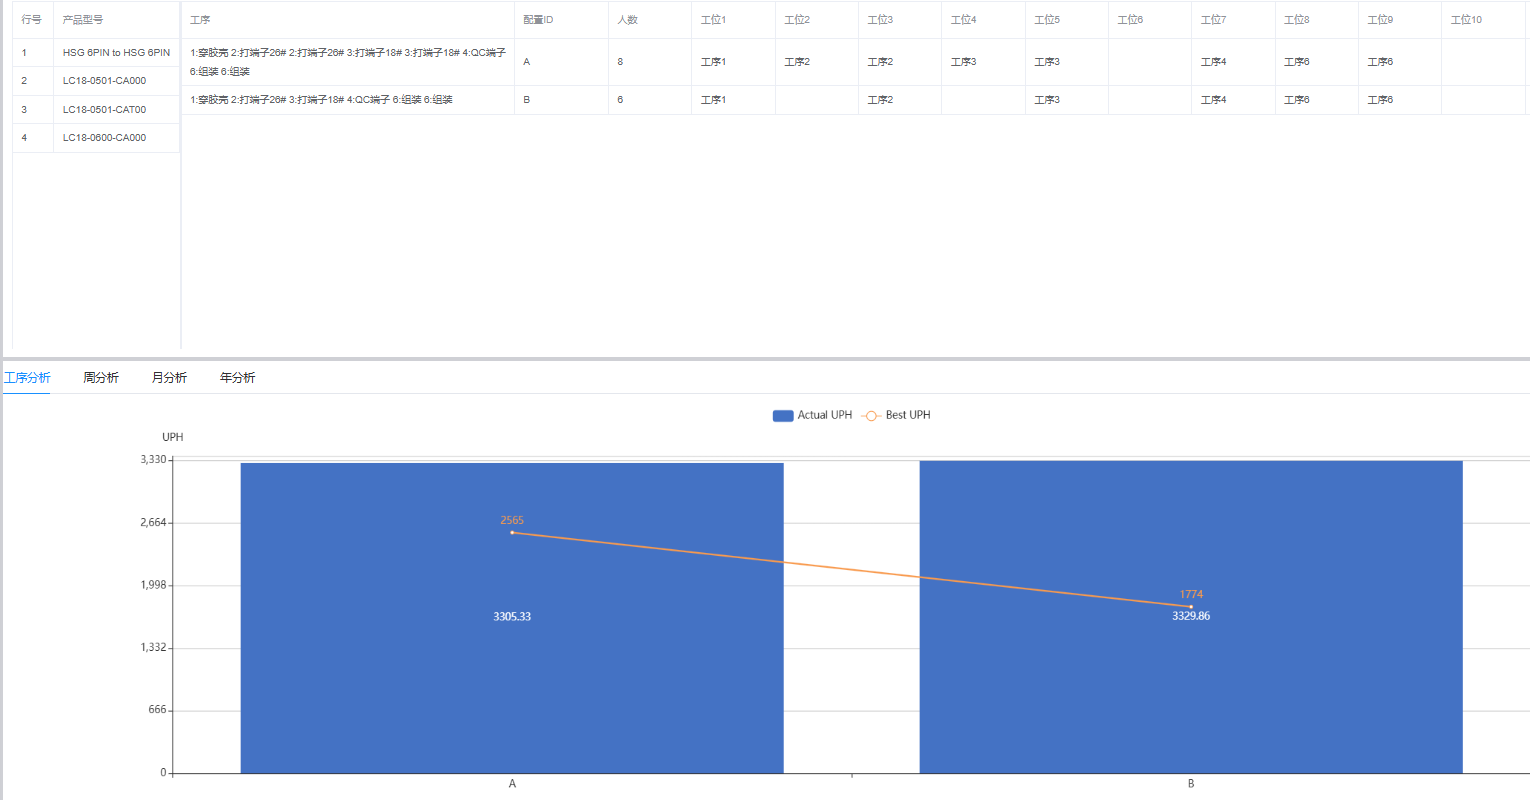 行号 产品型号 工序 配置ID 人数 工位1 工位2 工位3 工位4 工位5 工位6 工位7 工位8 工位9 工位10
1 HSG 6PIN to HSG 6PIN
2 LC18-0501-CA000
3 LC18-0501-CAT00
4 LC18-0600-CA000
1:穿胶壳 2:打端子26# 2:打端子26# 3:打端子18# 3:打端子18# 4:QC端子
6:组装 6:组装
A 8 工序1 工序2 工序2 工序3 工序3 工序4 工序6 工序6
1:穿胶壳 2:打端子26# 3:打端子18# 4:QC端子 6:组装 6:组装 B 6 工序1 工序2 工序3 工序4 工序6 工序6
工序分析 周分析 月分析 年分析
Actual UPH Best UPH
UPH
3,330
2,664
1,998
1,332
666
0
2565
3305.33
1774
3329.86
A B